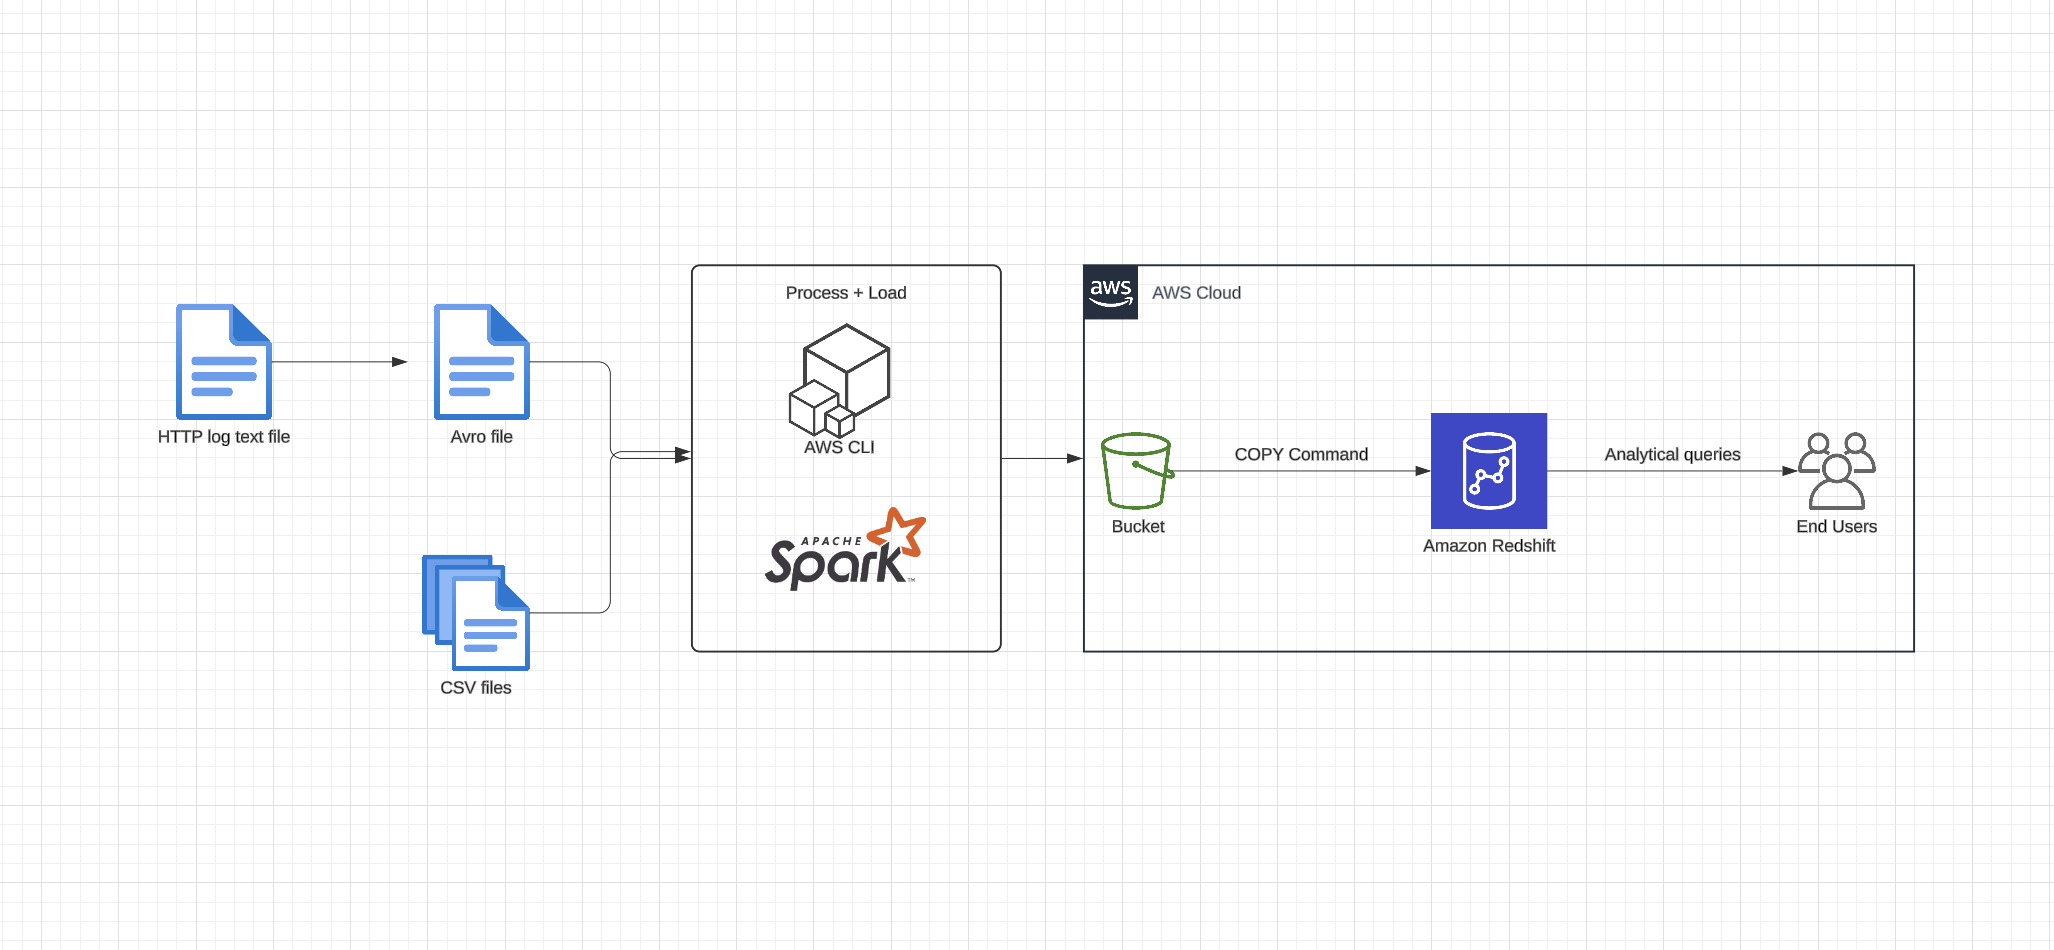 HTTP log text file
Avro file
CSV files
Process + Load
AWS CLI
APACHE
Spark™
aws
AWS Cloud
Bucket
COPY Command
Amazon Redshift
Analytical queries
End Users